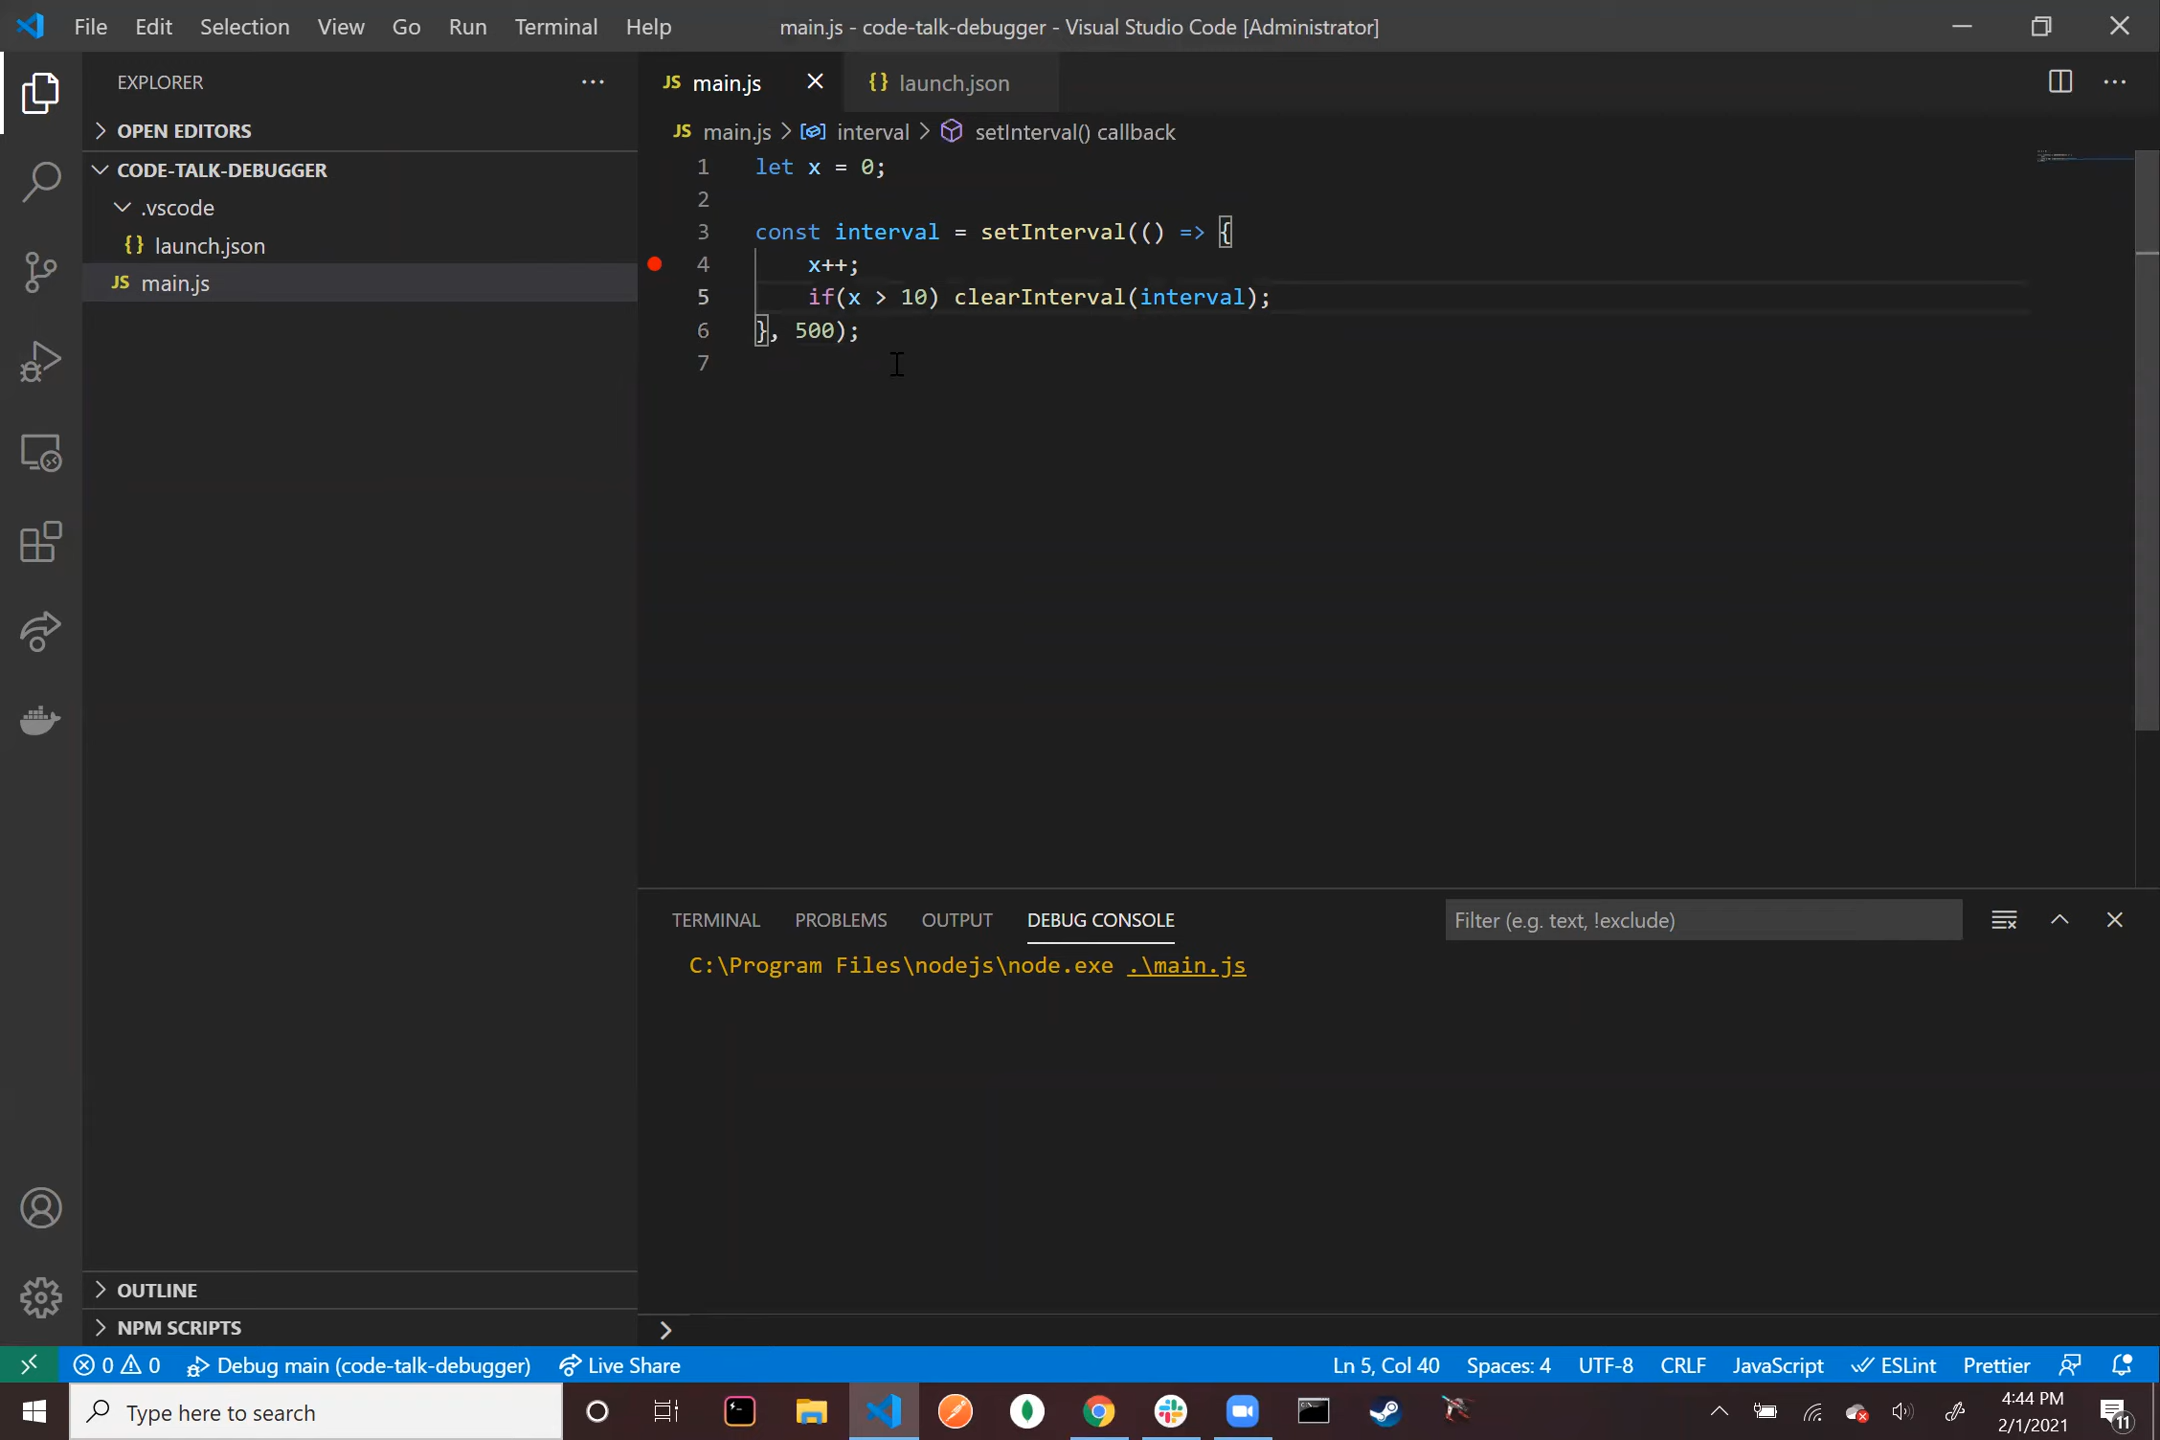 File Edit Selection View Go Run Terminal Help main.js - code-talk-debugger - Visual Studio Code [Administrator]
EXPLORER
OPEN EDITORS
CODE-TALK-DEBUGGER
.vscode
{} launch.json
JS main.js
JS main.js {} launch.json
JS main.js > interval > setInterval() callback
1 let x = 0;
2
3 const interval = setInterval(() => {
4 x++;
5 if(x > 10) clearInterval(interval);
6 }, 500);
7
TERMINAL PROBLEMS OUTPUT DEBUG CONSOLE Filter (e.g. text, !exclude)
C:\Program Files\nodejs\node.exe .\main.js
>
OUTLINE
NPM SCRIPTS
0 0 Debug main (code-talk-debugger) Live Share Ln 5, Col 40 Spaces: 4 UTF-8 CRLF JavaScript ESLint Prettier
Type here to search
4:44 PM
2/1/2021
11